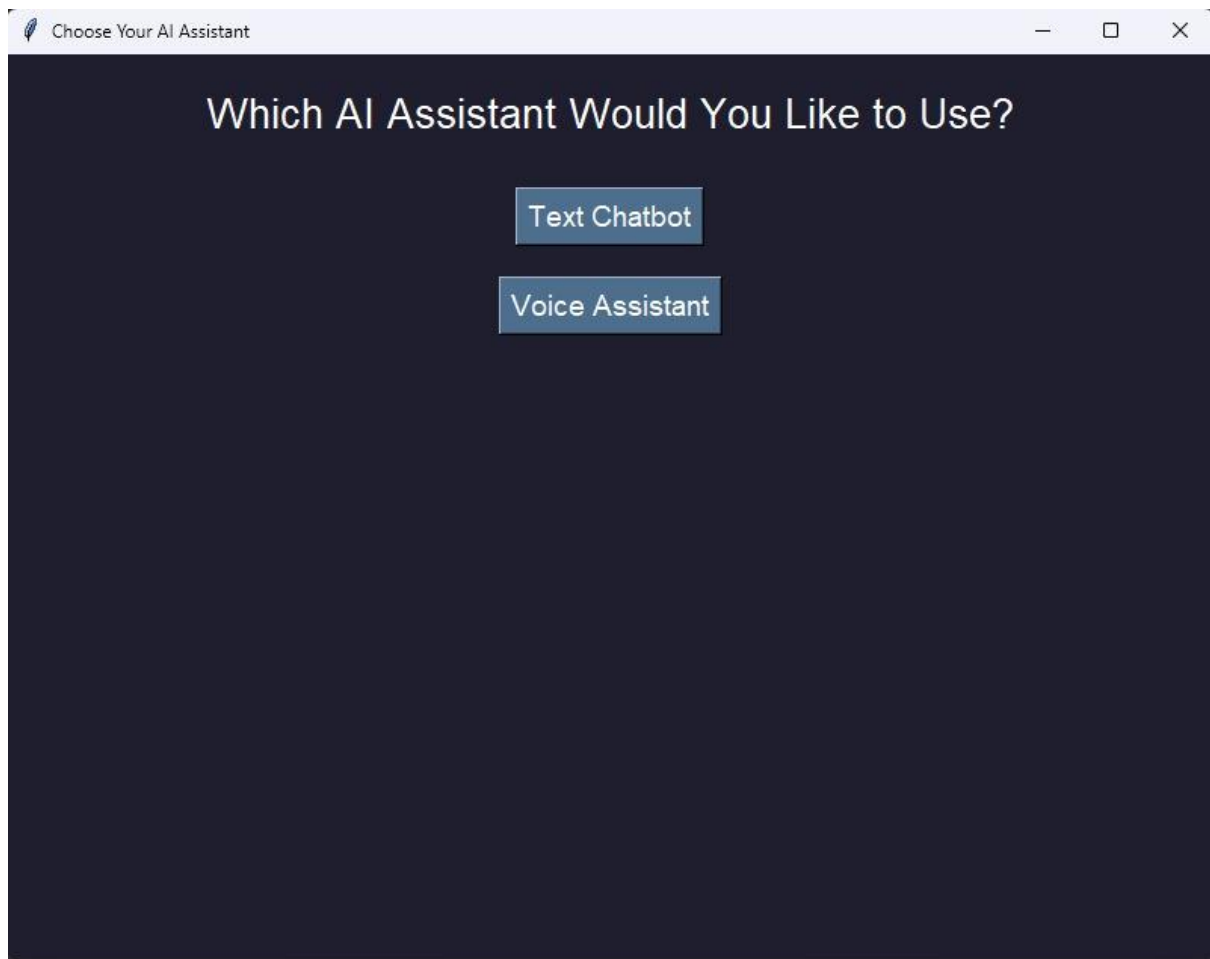 Choose Your AI Assistant
Which AI Assistant Would You Like to Use?
Text Chatbot
Voice Assistant